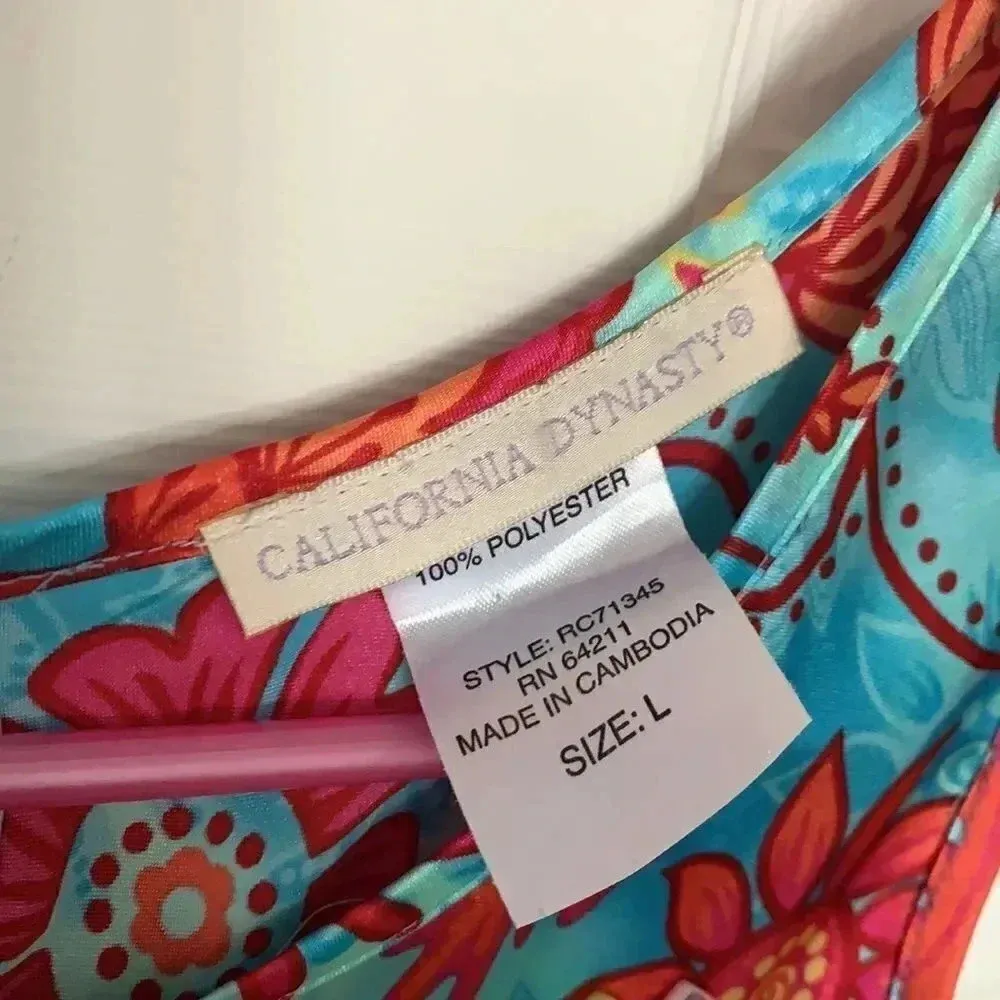 CALIFORNIA DYNASTY®
100% POLYESTER
STYLE: RC71345
RN 64211
MADE IN CAMBODIA
SIZE: L